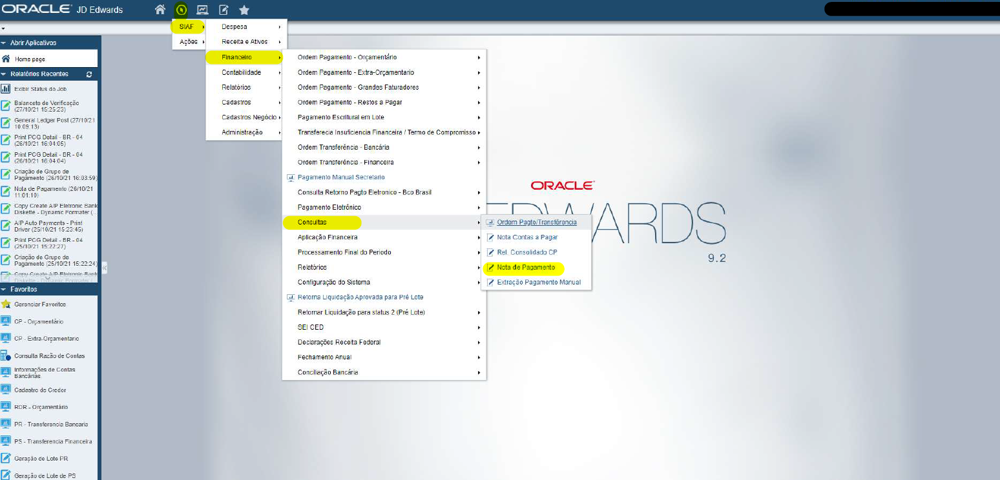 ORACLE® JD Edwards
SIAF
Ações
Despesa
Receita e Ativos
Financeiro
Contabilidade
Relatórios
Cadastros
Cadastros Negócio
Administração
Ordem Pagamento - Orçamentário
Ordem Pagamento - Extra-Orçamentario
Ordem Pagamento - Grandes Faturadores
Ordem Pagamento - Restos a Pagar
Pagamento Escritural em Lote
Transferecia Insuficiencia Financeira / Termo de Compromisso
Ordem Transferência - Bancária
Ordem Transferência - Financeira
Pagamento Manual Secretario
Consulta Retorno Pagto Eletronico - Bco Brasil
Pagamento Eletrônico
Consultas
Aplicação Financeira
Processamento Final do Periodo
Relatórios
Configuração do Sistema
Retorna Liquidação Aprovada para Pré Lote
Retornar Liquidação para status 2 (Pré Lote)
SEI CED
Declarações Receita Federal
Fechamento Anual
Conciliação Bancária
Ordem Pagto/Transfêrencia
Nota Contas a Pagar
Rel. Consolidado CP
Nota de Pagamento
Extração Pagamento Manual
Abrir Aplicativos
Home page
Relatórios Recentes
Exibir Status do Job
Balancete de Verificação
(27/10/21 15:25:23)
General Ledger Post (27/10/21
10:09:13)
Print PCG Detail - BR - 04
(26/10/21 16:04:05)
Print PCG Detail - BR - 04
(26/10/21 16:04:04)
Criação de Grupo de
Pagamento (26/10/21 16:03:59)
Nota de Pagamento (26/10/21
11:01:10)
Copy Create A/P Eletronic Bank
Diskette - Dynamic Formater (...
A/P Auto Payments - Print
Driver (25/10/21 15:23:45)
Print PCG Detail - BR - 04
(25/10/21 15:22:27)
Criação de Grupo de
Pagamento (25/10/21 15:22:24)
Copy Create A/P Eletronic Bank
Diskette - Dynamic Formater (...
Favoritos
Gerenciar Favoritos
CP - Orçamentário
CP - Extra-Orçamentario
Consulta Razão de Contas
Informações de Contas
Bancárias
Cadastro de Credor
RDR - Orçamentário
PR - Transferencia Bancaria
PS - Transferencia Financeira
Geração de Lote PR
Geração de Lote de PS
ORACLE®
EDWARDS
9.2